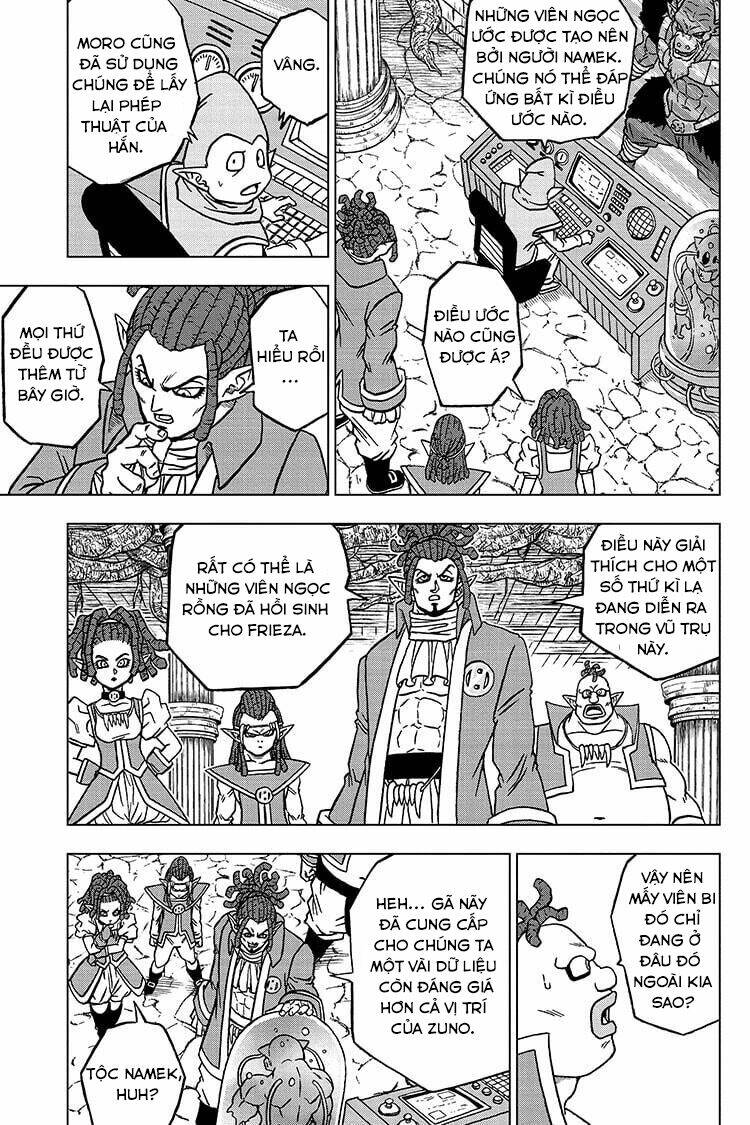 NHỮNG VIÊN NGỌC
ƯỚC ĐƯỢC TẠO NÊN
BỞI NGƯỜI NAMEK.
CHÚNG NÓ THỂ ĐÁP
ỨNG BẤT KÌ ĐIỀU
ƯỚC NÀO.
ĐIỀU ƯỚC
NÀO CŨNG
ĐƯỢC Á?
VÂNG.
MORO CŨNG
ĐÃ SỬ DỤNG
CHÚNG ĐỂ LẤY
LẠI PHÉP
THUẬT CỦA
HẮN.
TA
HIỂU RỒI
...
MỌI THỨ
ĐỀU ĐƯỢC
THÊM TỪ
BÂY GIỜ.
ĐIỀU NÀY GIẢI
THÍCH CHO MỘT
SỐ THỨ KÌ LẠ
ĐANG DIỄN RA
TRONG VŨ TRỤ
NÀY.
RẤT CÓ THỂ LÀ
NHỮNG VIÊN NGỌC
RỒNG ĐÃ HỒI SINH
CHO FRIEZA.
VẬY NÊN
MẤY VIÊN BI
ĐÓ CHỈ
ĐANG Ở
ĐÂU ĐÓ
NGOÀI KIA
SAO?
HEH... GÃ NÃY
ĐÃ CUNG CẤP
CHO CHÚNG TA
MỘT VÀI DỮ LIỆU
CÒN ĐÁNG GIÁ
HƠN CẢ VỊ TRÍ
CỦA ZUNO.
TỘC NAMEK,
HUH?